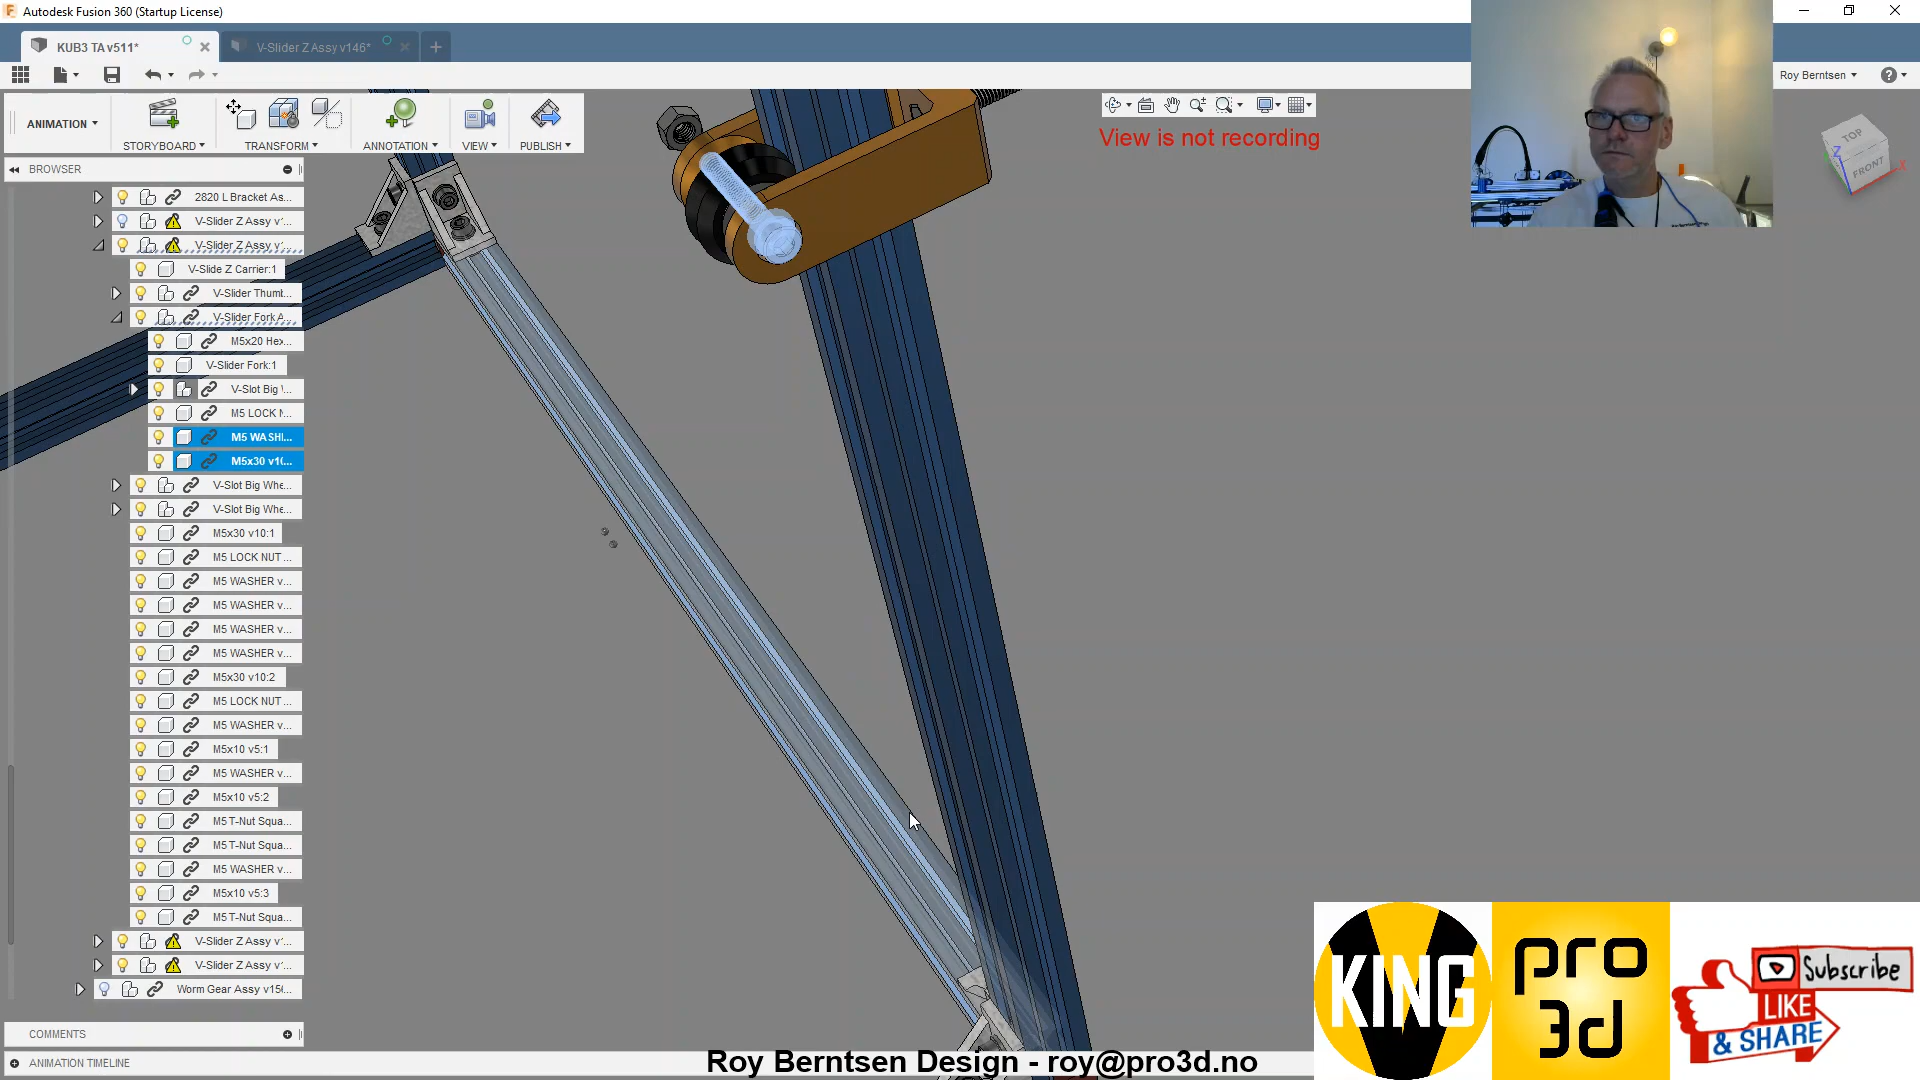 Autodesk Fusion 360 (Startup License)
KUB3 TA v511*
V-Slider Z Assy v146*
Roy Berntsen
ANIMATION
STORYBOARD
TRANSFORM
ANNOTATION
VIEW
PUBLISH
View is not recording
TOP
FRONT
Z
X
BROWSER
2820 L Bracket As...
V-Slider Z Assy v'...
V-Slider Z Assy v'...
V-Slide Z Carrier:1
V-Slider Thumb...
V-Slider Fork A...
M5x20 Hex...
V-Slider Fork:1
V-Slot Big \...
M5 LOCK N...
M5 WASHI...
M5x30 v1(...
V-Slot Big Whe...
V-Slot Big Whe...
M5x30 v10:1
M5 LOCK NUT ...
M5 WASHER v...
M5 WASHER v...
M5 WASHER v...
M5 WASHER v...
M5x30 v10:2
M5 LOCK NUT ...
M5 WASHER v...
M5x10 v5:1
M5 WASHER v...
M5x10 v5:2
M5 T-Nut Squa...
M5 T-Nut Squa...
M5 WASHER v...
M5x10 v5:3
M5 T-Nut Squa...
V-Slider Z Assy v'...
V-Slider Z Assy v'...
Worm Gear Assy v15(...
COMMENTS
ANIMATION TIMELINE
Roy Berntsen Design - roy@pro3d.no
KING
pro
3d
Subscribe
LIKE
& SHARE